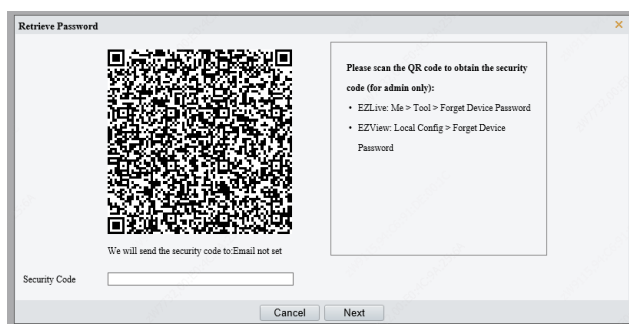 Retrieve Password
Please scan the QR code to obtain the security
code (for admin only):
• EZLive: Me > Tool > Forget Device Password
• EZView: Local Config > Forget Device
Password
We will send the security code to:Email not set
Security Code
Cancel
Next